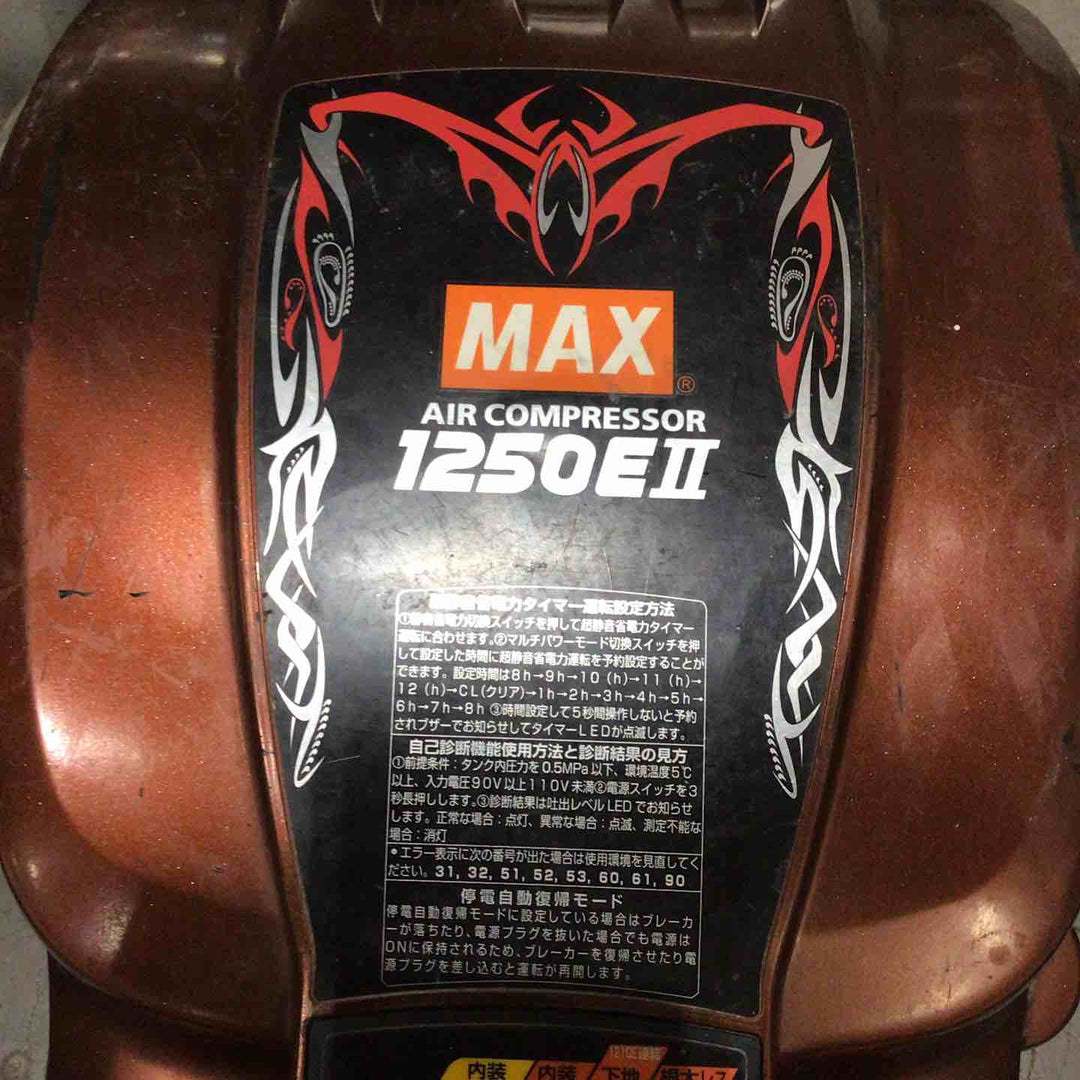 MAX
®
AIR COMPRESSOR
1250EII
超静音省電力タイマー運転設定方法
①静音省電力切換スイッチを押して超静音省電力タイマー
運転に合わせます。②マルチパワーモード切換スイッチを押
して設定した時間に超静音省電力運転を予約設定することが
できます。設定時間は8h→9h→10(h)→11(h)→
12(h)→CL(クリア)→1h→2h→3h→4h→5h→
6h→7h→8h ③時間設定して5秒間操作しないと予約
されブザーでお知らせしてタイマーLEDが点滅します。
自己診断機能使用方法と診断結果の見方
①前提条件:タンク内圧力を0.5MPa以下、環境温度5℃
以上、入力電圧90V以上110V未満②電源スイッチを3
秒長押しします。③診断結果は吐出レベルLEDでお知らせ
します。正常な場合:点灯、異常な場合:点滅、測定不能な
場合:消灯
•エラー表示に次の番号が出た場合は使用環境を見直してく
ださい。31, 32, 51, 52, 53, 60, 61, 90
停電自動復帰モード
停電自動復帰モードに設定している場合はブレーカ
ーが落ちたり、電源プラグを抜いた場合でも電源は
ONに保持されるため、ブレーカーを復帰させたり電
源プラグを差し込むと運転が再開します。
内装 内装 下地